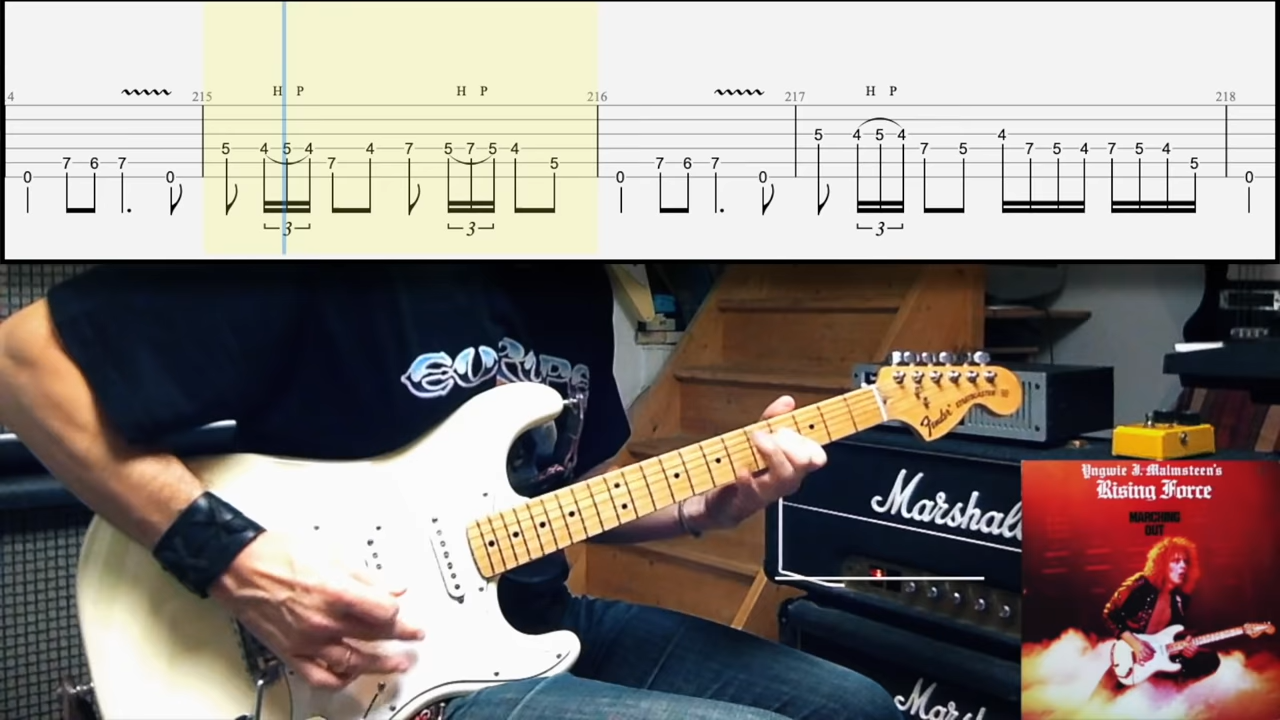 4
215
216
217
218
H P
H P
H P
0 7 6 7 0 5 4 5 4 7 4 7 5 7 5 4 5 0 7 6 7 0 5 4 5 4 7 5 4 7 5 4 7 5 4 5 0
3
3
3
EUROPE
Fender
STRATOCASTER
Marshall
Mar
Yngwie J. Malmsteen's
Rising Force
MARCHING
OUT